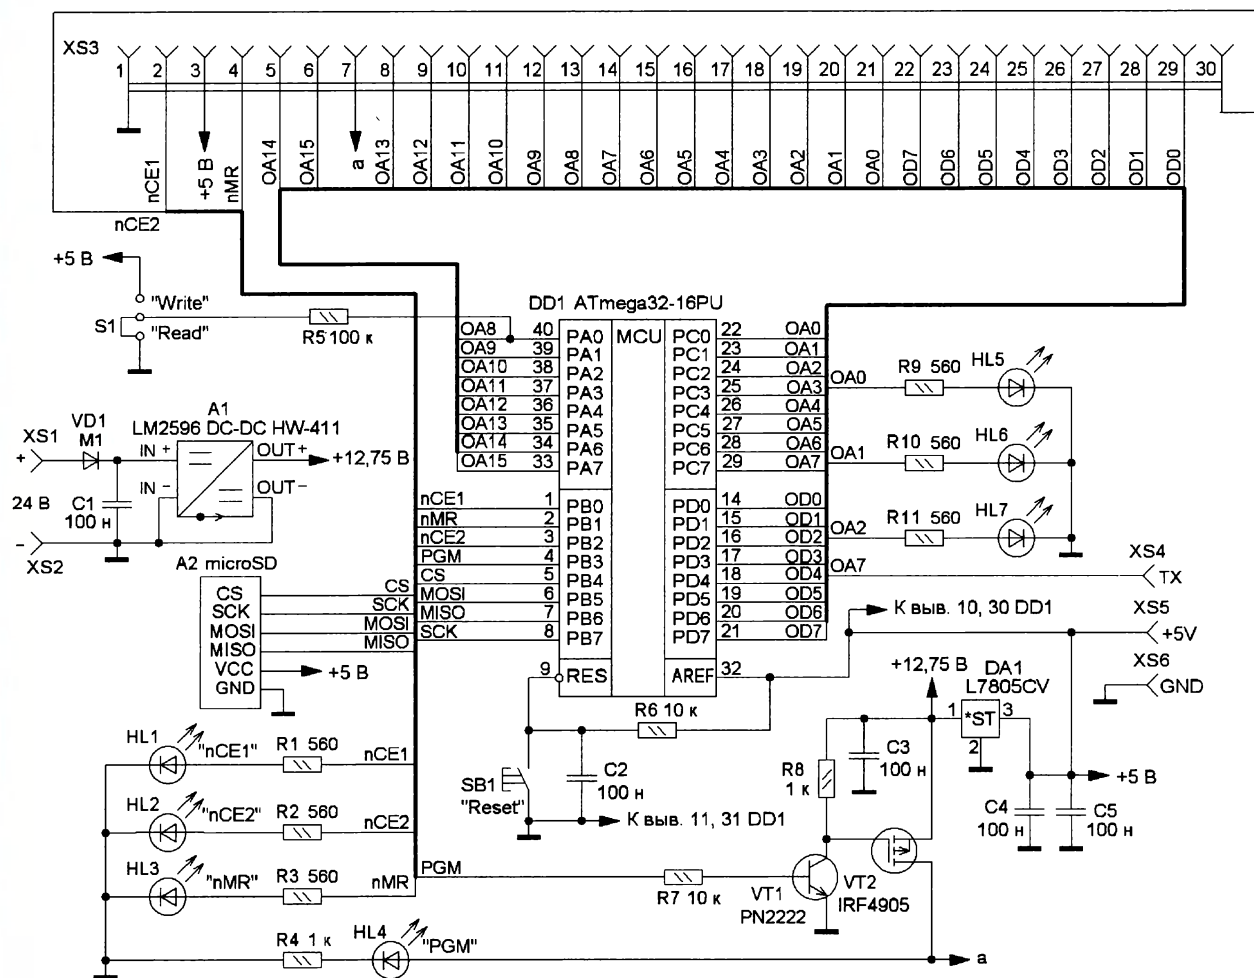 XS3
1 2 3 4 5 6 7 8 9 10 11 12 13 14 15 16 17 18 19 20 21 22 23 24 25 26 27 28 29 30
nCE1 +5 В nMR OA14 OA15 a OA13 OA12 OA11 OA10 OA9 OA8 OA7 OA6 OA5 OA4 OA3 OA2 OA1 OA0 OD7 OD6 OD5 OD4 OD3 OD2 OD1 OD0
nCE2
+5 В
"Write"
S1
"Read"
R5 100 к
DD1 ATmega32-16PU
OA8 40 PA0 MCU PC0 22 OA0
OA9 39 PA1 PC1 23 OA1
OA10 38 PA2 PC2 24 OA2
OA11 37 PA3 PC3 25 OA3
OA12 36 PA4 PC4 26 OA4
OA13 35 PA5 PC5 27 OA5
OA14 34 PA6 PC6 28 OA6
OA15 33 PA7 PC7 29 OA7
nCE1 1 PB0 PD0 14 OD0
nMR 2 PB1 PD1 15 OD1
nCE2 3 PB2 PD2 16 OD2
PGM 4 PB3 PD3 17 OD3
CS 5 PB4 PD4 18 OD4
MOSI 6 PB5 PD5 19 OD5
MISO 7 PB6 PD6 20 OD6
SCK 8 PB7 PD7 21 OD7
9 RES AREF 32
OA0 R9 560 HL5
OA1 R10 560 HL6
OA2 R11 560 HL7
OA7
XS4
TX
К выв. 10, 30 DD1
XS5
+5V
XS6
GND
A1
LM2596 DC-DC HW-411
VD1
M1
XS1
+
IN + OUT+
+12,75 В
IN – OUT–
24 В
C1
100 н
–
XS2
A2 microSD
CS CS
SCK SCK
MOSI MOSI
MISO MISO
VCC +5 В
GND
R6 10 к
SB1
"Reset"
C2
100 н
К выв. 11, 31 DD1
HL1 "nCE1" R1 560 nCE1
HL2 "nCE2" R2 560 nCE2
HL3 "nMR" R3 560 nMR
R4 1 к HL4 "PGM"
PGM
R7 10 к
VT1
PN2222
VT2
IRF4905
R8
1 к
C3
100 н
+12,75 В
DA1
L7805CV
1 *ST 3
2
+5 В
C4
100 н
C5
100 н
a